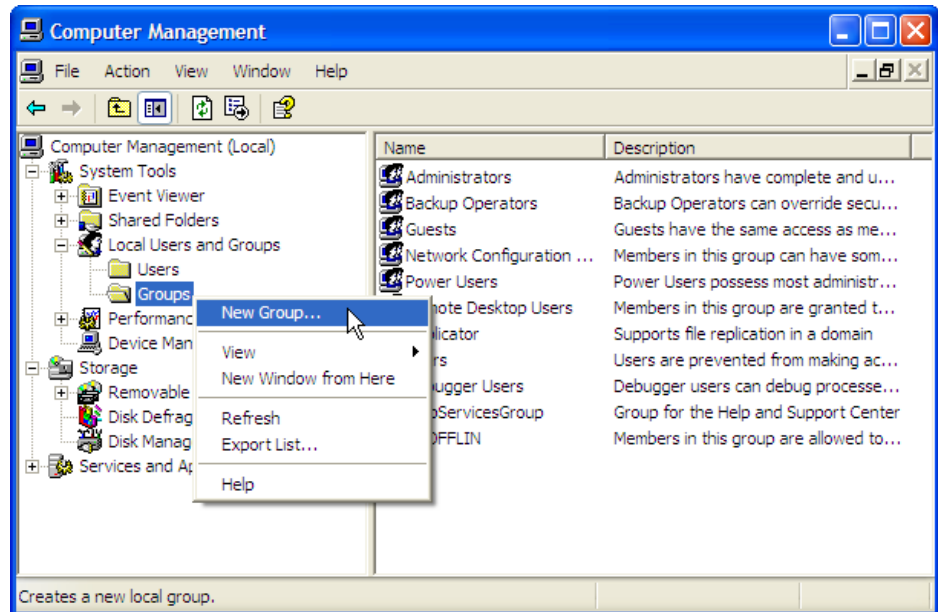 Computer Management
File Action View Window Help
Computer Management (Local)
System Tools
Event Viewer
Shared Folders
Local Users and Groups
Users
Groups
Performanc
Device Man
Storage
Removable
Disk Defrag
Disk Manag
Services and Ap
New Group...
View
New Window from Here
Refresh
Export List...
Help
Name Description
Administrators Administrators have complete and u...
Backup Operators Backup Operators can override secu...
Guests Guests have the same access as me...
Network Configuration ... Members in this group can have som...
Power Users Power Users possess most administr...
mote Desktop Users Members in this group are granted t...
licator Supports file replication in a domain
rs Users are prevented from making ac...
ugger Users Debugger users can debug processe...
pServicesGroup Group for the Help and Support Center
OFFLIN Members in this group are allowed to...
Creates a new local group.